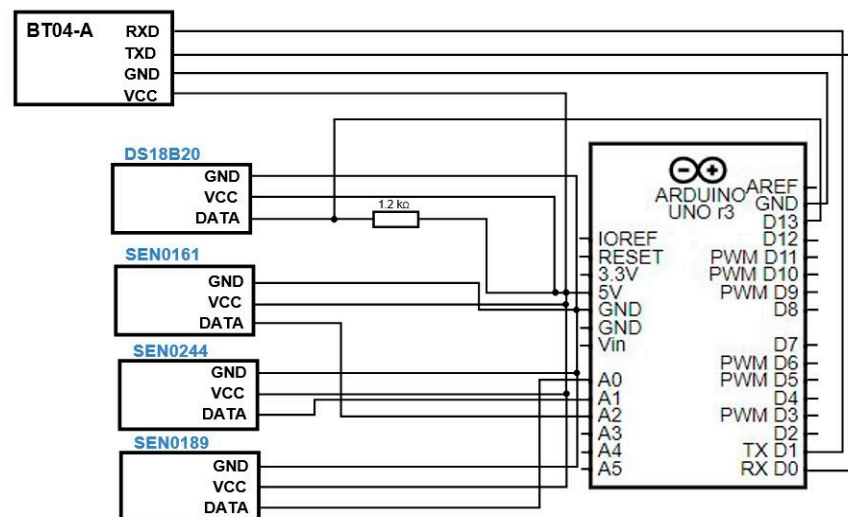 BT04-A
RXD
TXD
GND
VCC
DS18B20
GND
VCC
DATA
1.2 kΩ
SEN0161
GND
VCC
DATA
SEN0244
GND
VCC
DATA
SEN0189
GND
VCC
DATA
ARDUINO
UNO r3
IOREF
RESET
3.3V
5V
GND
GND
Vin
A0
A1
A2
A3
A4
A5
AREF
GND
D13
D12
PWM D11
PWM D10
PWM D9
D8
D7
PWM D6
PWM D5
D4
PWM D3
D2
TX D1
RX D0